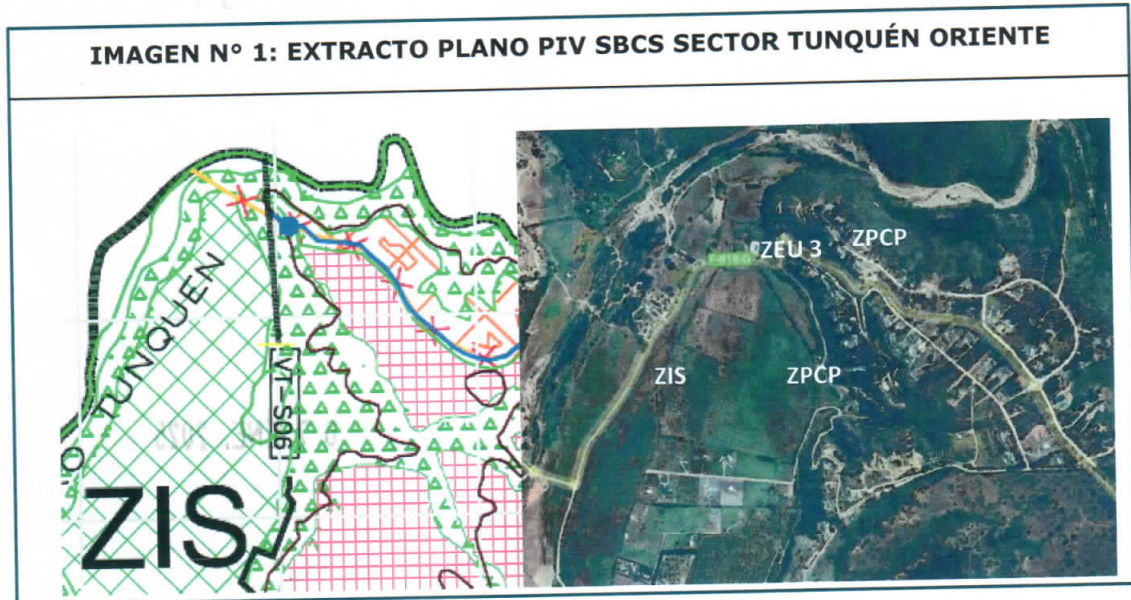 IMAGEN N° 1: EXTRACTO PLANO PIV SBCS SECTOR TUNQUÉN ORIENTE
TUNQUEN
VT-S06
ZIS
ZEU 3
ZPCP
ZIS
ZPCP